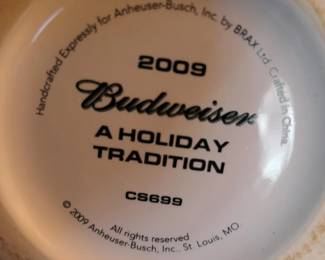 Handcrafted Expressly for Anheuser-Busch, Inc. by BRAX Ltd. Crafted in China.
2009
Budweiser
A HOLIDAY
TRADITION
CS699
All rights reserved
© 2009 Anheuser-Busch, Inc., St. Louis, MO